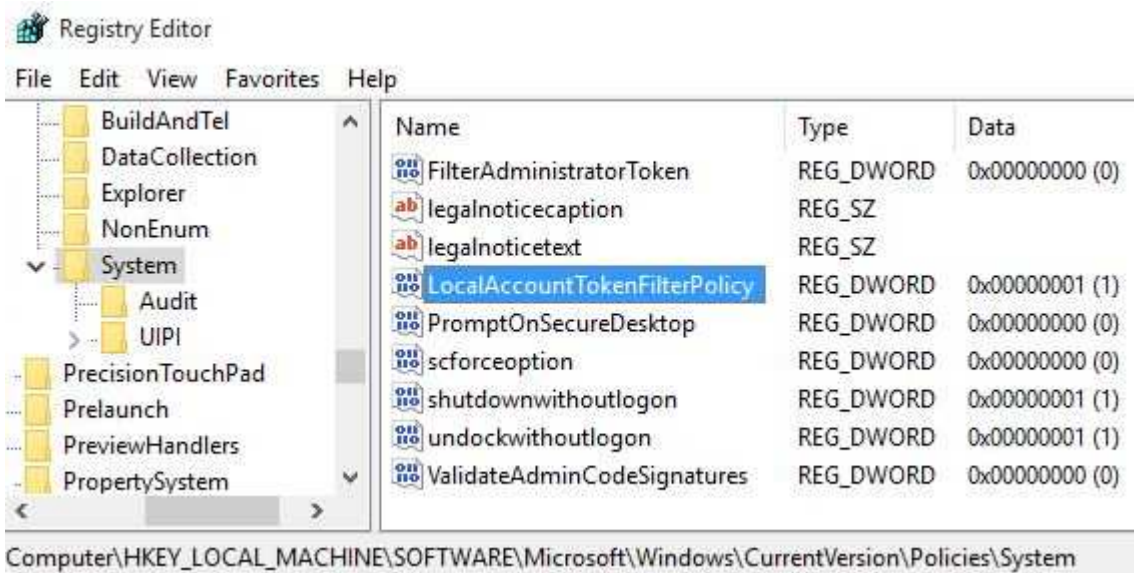 Registry Editor
File Edit View Favorites Help
BuildAndTel
DataCollection
Explorer
NonEnum
System
Audit
UIPI
PrecisionTouchPad
Prelaunch
PreviewHandlers
PropertySystem
Name Type Data
FilterAdministratorToken REG_DWORD 0x00000000 (0)
legalnoticecaption REG_SZ
legalnoticetext REG_SZ
LocalAccountTokenFilterPolicy REG_DWORD 0x00000001 (1)
PromptOnSecureDesktop REG_DWORD 0x00000000 (0)
scforceoption REG_DWORD 0x00000000 (0)
shutdownwithoutlogon REG_DWORD 0x00000001 (1)
undockwithoutlogon REG_DWORD 0x00000001 (1)
ValidateAdminCodeSignatures REG_DWORD 0x00000000 (0)
Computer\HKEY_LOCAL_MACHINE\SOFTWARE\Microsoft\Windows\CurrentVersion\Policies\System